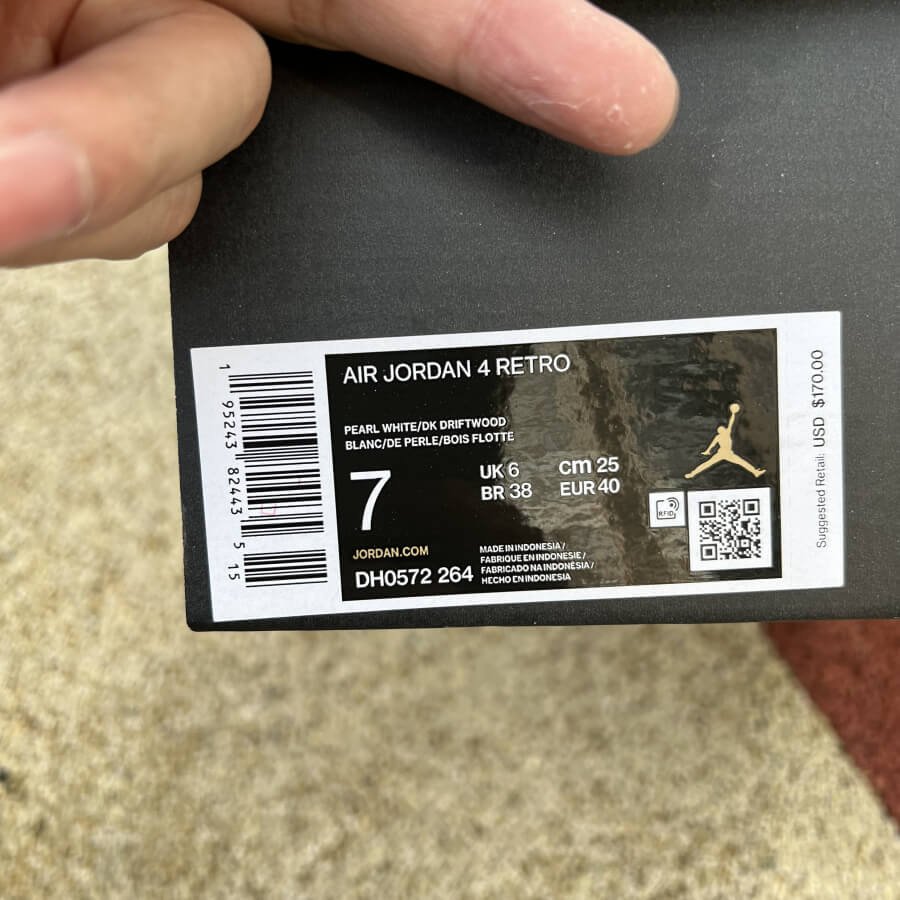 AIR JORDAN 4 RETRO
PEARL WHITE/DK DRIFTWOOD
BLANC/DE PERLE/BOIS FLOTTE
7
UK 6 cm 25
BR 38 EUR 40
JORDAN.COM
DH0572 264
MADE IN INDONESIA /
FABRIQUE EN INDONESIE /
FABRICADO NA INDONÉSIA /
HECHO EN INDONESIA
RFID
1 95243 82443 5 15
Suggested Retail: USD $170.00